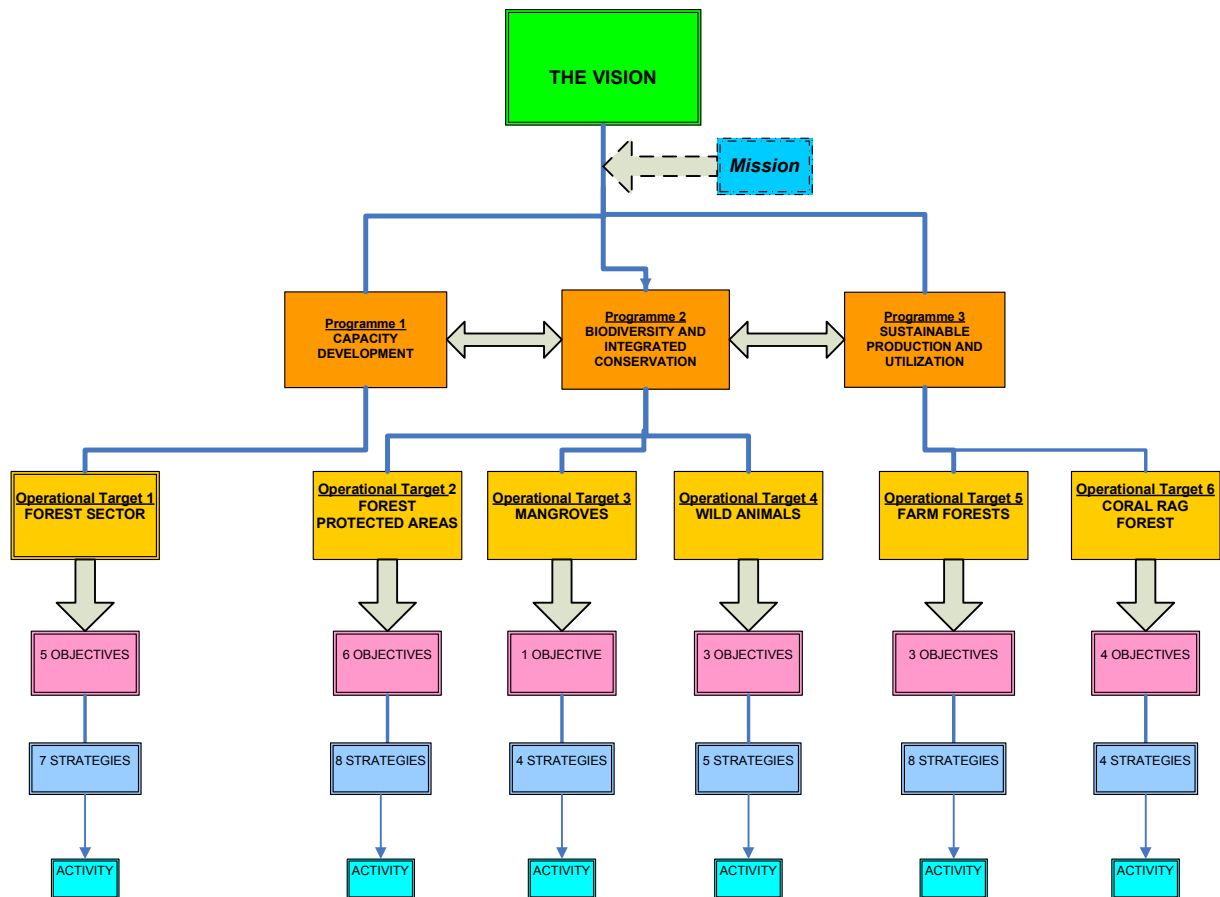 THE VISION
Mission
Programme 1
CAPACITY
DEVELOPMENT
Programme 2
BIODIVERSITY AND
INTEGRATED
CONSERVATION
Programme 3
SUSTAINABLE
PRODUCTION AND
UTILIZATION
Operational Target 1
FOREST SECTOR
Operational Target 2
FOREST
PROTECTED AREAS
Operational Target 3
MANGROVES
Operational Target 4
WILD ANIMALS
Operational Target 5
FARM FORESTS
Operational Target 6
CORAL RAG
FOREST
5 OBJECTIVES
6 OBJECTIVES
1 OBJECTIVE
3 OBJECTIVES
3 OBJECTIVES
4 OBJECTIVES
7 STRATEGIES
8 STRATEGIES
4 STRATEGIES
5 STRATEGIES
8 STRATEGIES
4 STRATEGIES
ACTIVITY
ACTIVITY
ACTIVITY
ACTIVITY
ACTIVITY
ACTIVITY